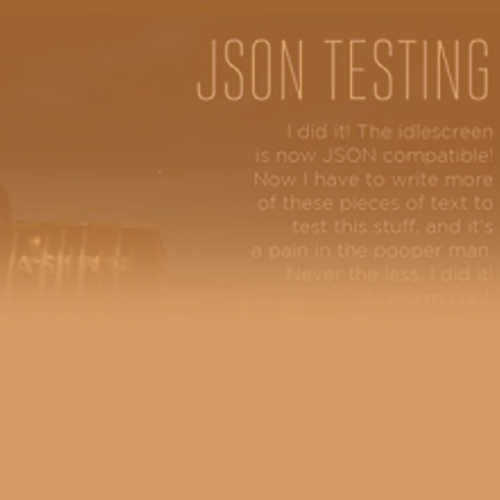 JSON TESTING
I did it! The idlescreen
is now JSON compatible!
Now I have to write more
of these pieces of text to
test this stuff, and it's
a pain in the pooper man.
Never the less, I did it!
Now I'm cool.